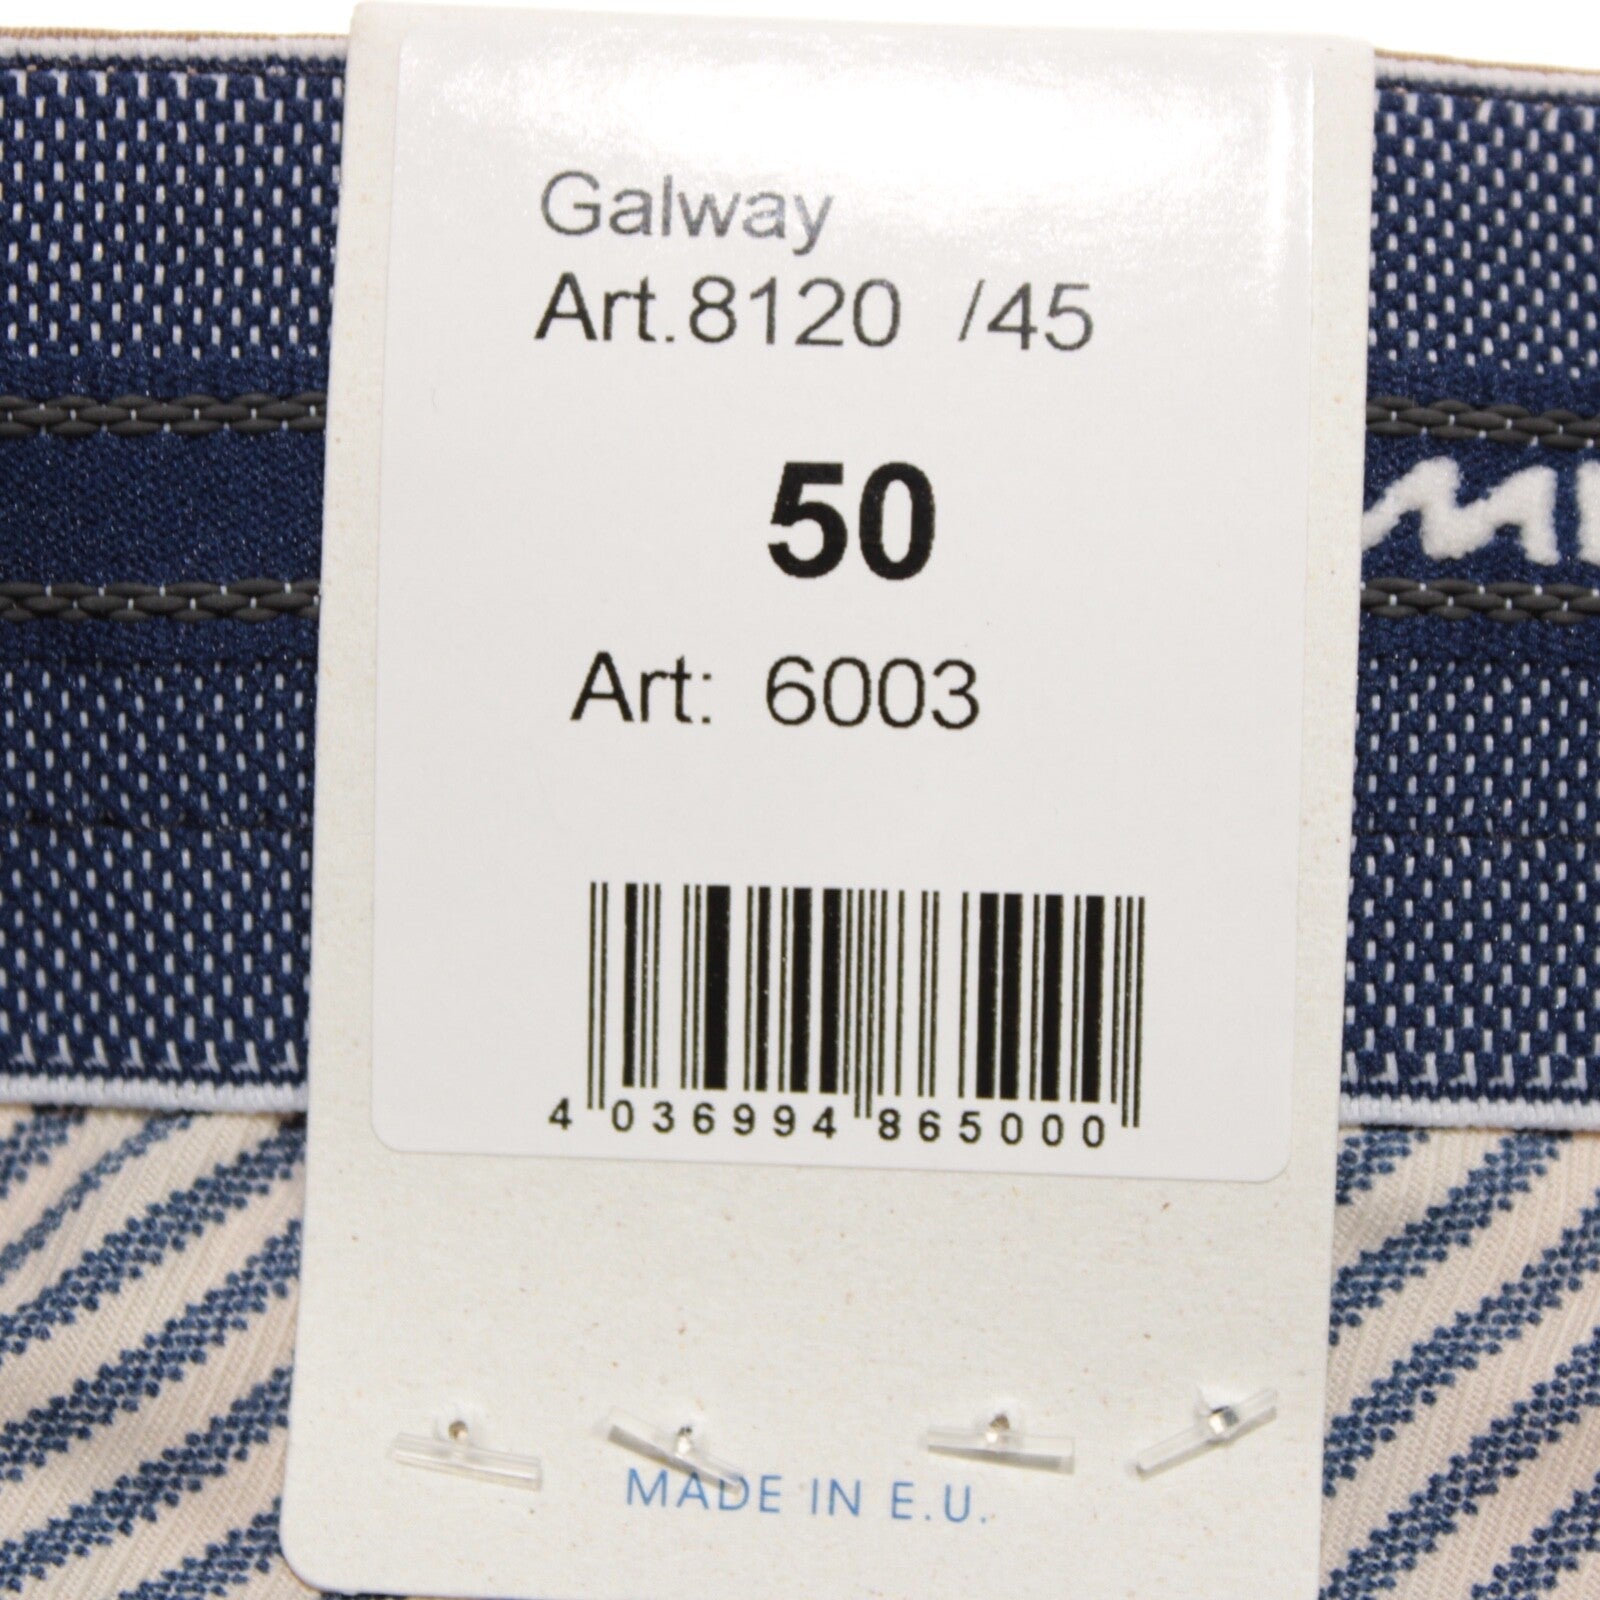 Galway
Art.8120 /45
50
Art: 6003
4 036994 865000
MADE IN E.U.